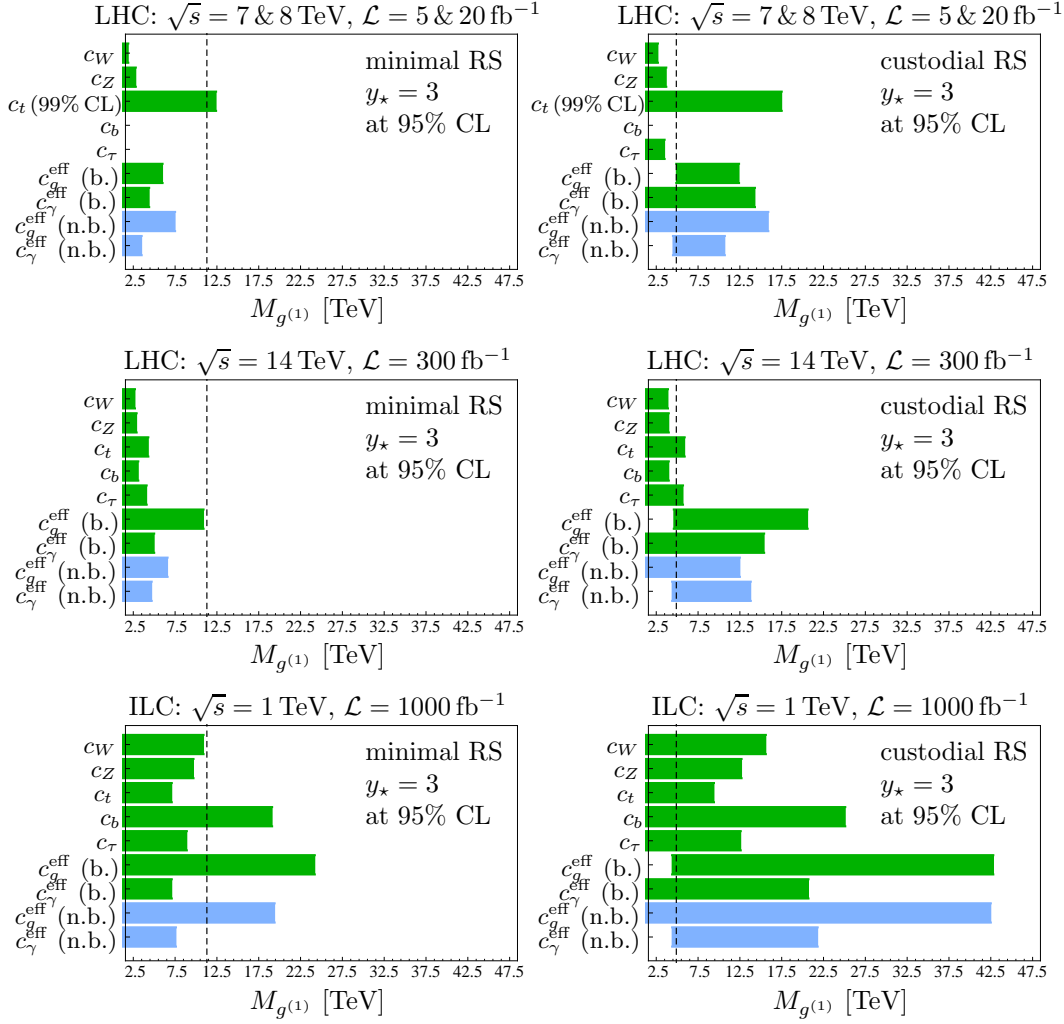 LHC: √s = 7 & 8 TeV, ℒ = 5 & 20 fb⁻¹
minimal RS
y⋆ = 3
at 95% CL
c_W
c_Z
c_t (99% CL)
c_b
c_τ
c_g^eff (b.)
c_γ^eff (b.)
c_g^eff (n.b.)
c_γ^eff (n.b.)
2.5 7.5 12.5 17.5 22.5 27.5 32.5 37.5 42.5 47.5
M_g⁽¹⁾ [TeV]
LHC: √s = 7 & 8 TeV, ℒ = 5 & 20 fb⁻¹
custodial RS
y⋆ = 3
at 95% CL
c_W
c_Z
c_t (99% CL)
c_b
c_τ
c_g^eff (b.)
c_γ^eff (b.)
c_g^eff (n.b.)
c_γ^eff (n.b.)
2.5 7.5 12.5 17.5 22.5 27.5 32.5 37.5 42.5 47.5
M_g⁽¹⁾ [TeV]
LHC: √s = 14 TeV, ℒ = 300 fb⁻¹
minimal RS
y⋆ = 3
at 95% CL
c_W
c_Z
c_t
c_b
c_τ
c_g^eff (b.)
c_γ^eff (b.)
c_g^eff (n.b.)
c_γ^eff (n.b.)
2.5 7.5 12.5 17.5 22.5 27.5 32.5 37.5 42.5 47.5
M_g⁽¹⁾ [TeV]
LHC: √s = 14 TeV, ℒ = 300 fb⁻¹
custodial RS
y⋆ = 3
at 95% CL
c_W
c_Z
c_t
c_b
c_τ
c_g^eff (b.)
c_γ^eff (b.)
c_g^eff (n.b.)
c_γ^eff (n.b.)
2.5 7.5 12.5 17.5 22.5 27.5 32.5 37.5 42.5 47.5
M_g⁽¹⁾ [TeV]
ILC: √s = 1 TeV, ℒ = 1000 fb⁻¹
minimal RS
y⋆ = 3
at 95% CL
c_W
c_Z
c_t
c_b
c_τ
c_g^eff (b.)
c_γ^eff (b.)
c_g^eff (n.b.)
c_γ^eff (n.b.)
2.5 7.5 12.5 17.5 22.5 27.5 32.5 37.5 42.5 47.5
M_g⁽¹⁾ [TeV]
ILC: √s = 1 TeV, ℒ = 1000 fb⁻¹
custodial RS
y⋆ = 3
at 95% CL
c_W
c_Z
c_t
c_b
c_τ
c_g^eff (b.)
c_γ^eff (b.)
c_g^eff (n.b.)
c_γ^eff (n.b.)
2.5 7.5 12.5 17.5 22.5 27.5 32.5 37.5 42.5 47.5
M_g⁽¹⁾ [TeV]